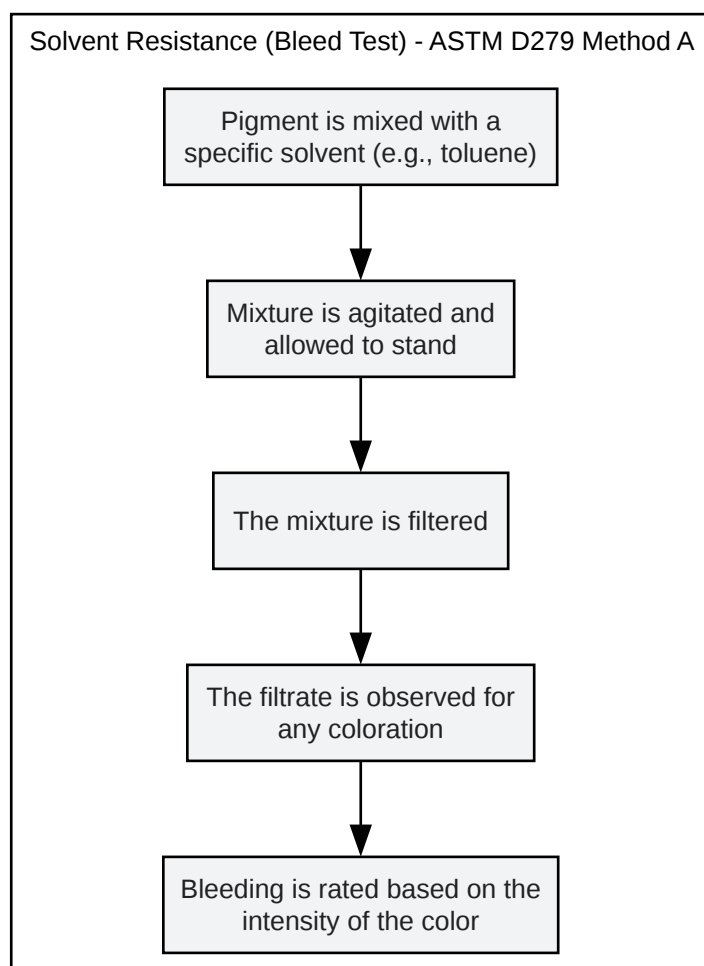 Solvent Resistance (Bleed Test) - ASTM D279 Method A
Pigment is mixed with a
specific solvent (e.g., toluene)
Mixture is agitated and
allowed to stand
The mixture is filtered
The filtrate is observed for
any coloration
Bleeding is rated based on the
intensity of the color